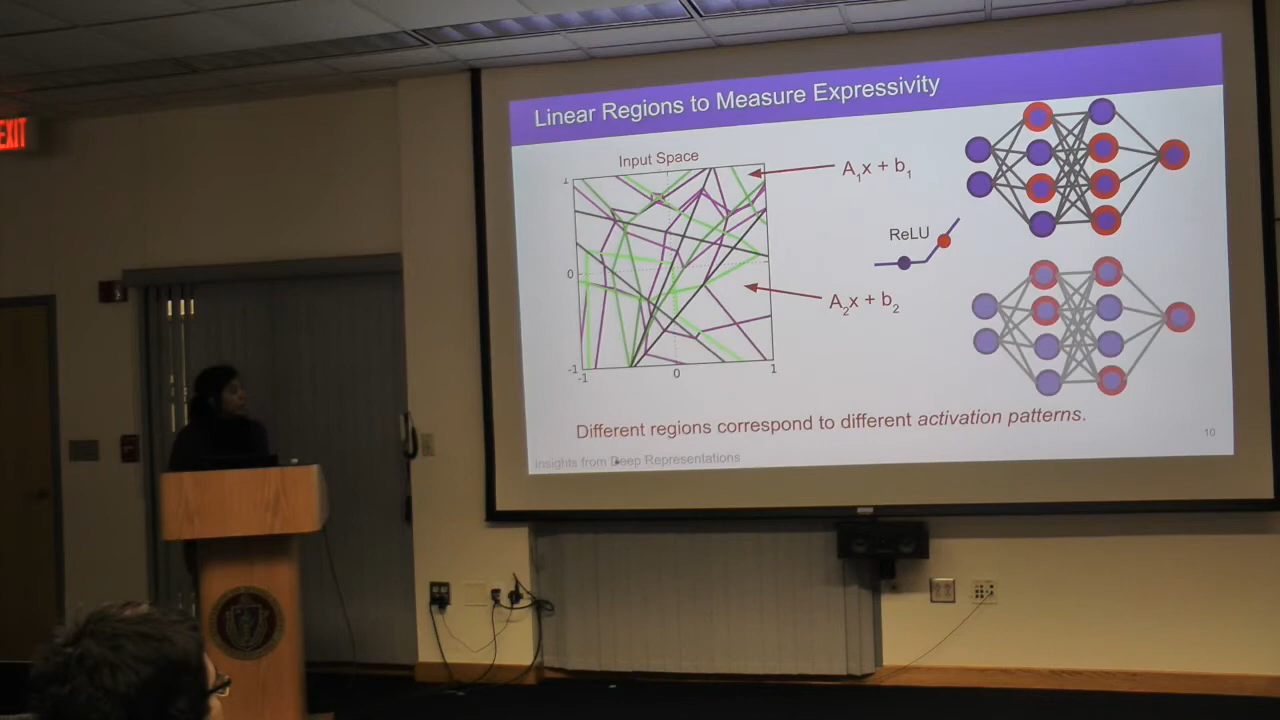 EXIT
Linear Regions to Measure Expressivity
Input Space
1
0
-1
-1
0
1
A1x + b1
ReLU
A2x + b2
Different regions correspond to different activation patterns.
10
Insights from Deep Representations